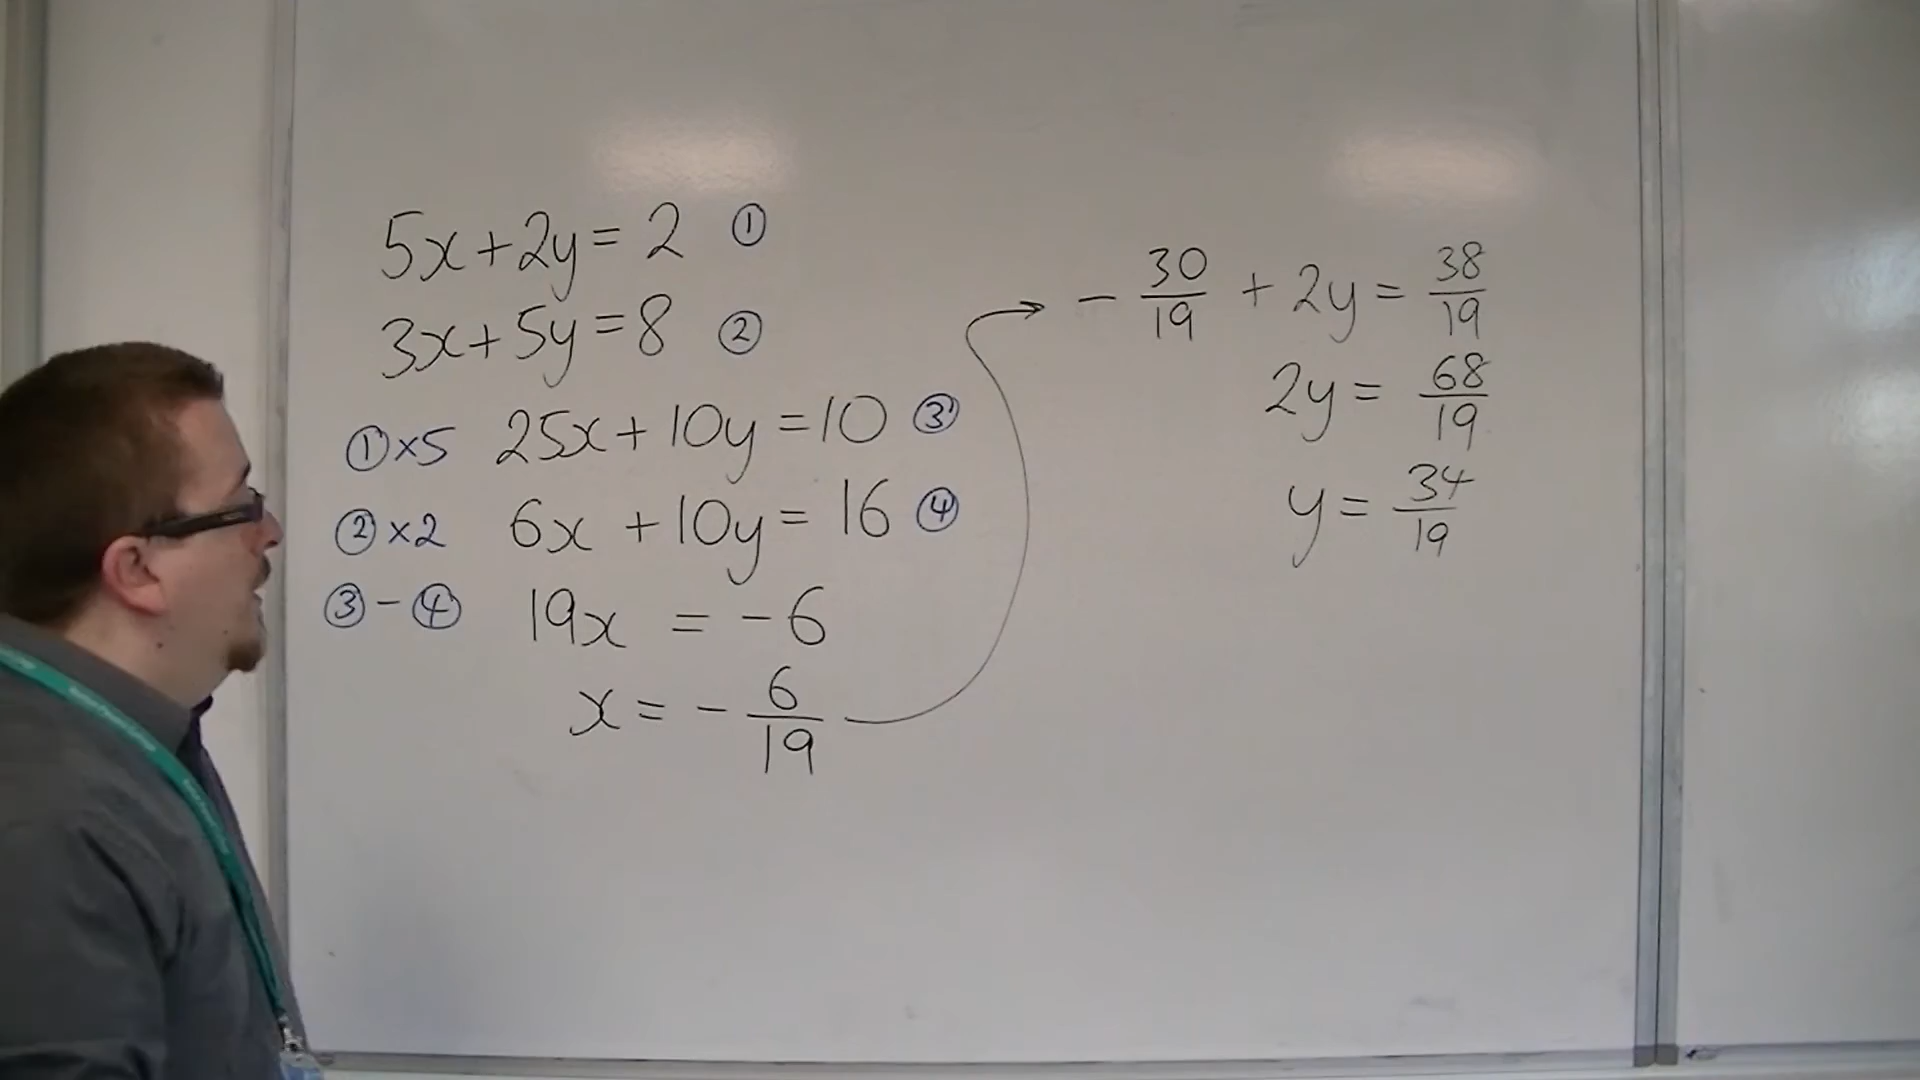 5x+2y=2 ①
3x+5y=8 ②
①×5 25x+10y=10 ③
②×2 6x+10y=16 ④
③-④ 19x = -6
x = - 6/19
- 30/19 + 2y = 38/19
2y = 68/19
y = 34/19